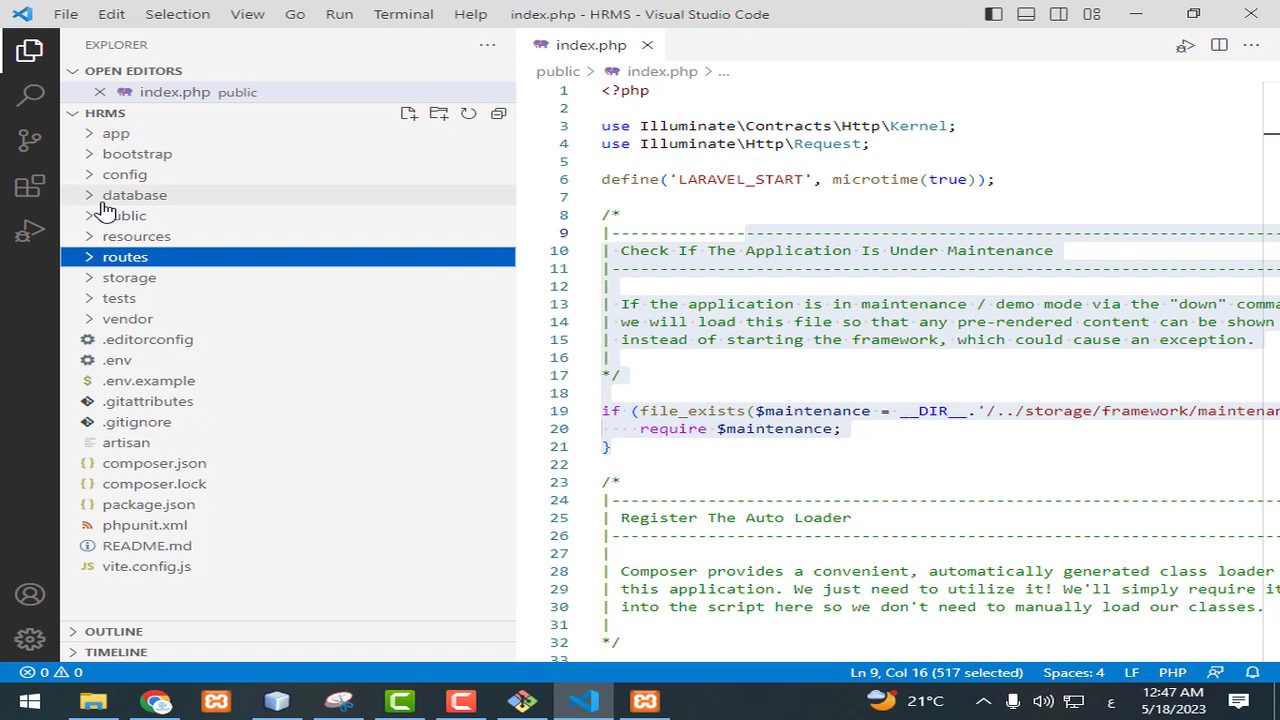 File Edit Selection View Go Run Terminal Help index.php - HRMS - Visual Studio Code
EXPLORER
OPEN EDITORS
index.php public
HRMS
app
bootstrap
config
database
public
resources
routes
storage
tests
vendor
.editorconfig
.env
.env.example
.gitattributes
.gitignore
artisan
composer.json
composer.lock
package.json
phpunit.xml
README.md
vite.config.js
OUTLINE
TIMELINE
index.php
public > index.php > ...
1 <?php
2
3 use Illuminate\Contracts\Http\Kernel;
4 use Illuminate\Http\Request;
5
6 define('LARAVEL_START', microtime(true));
7
8 /*
9 |--------------------------------------------------------------------------
10 | Check If The Application Is Under Maintenance
11 |--------------------------------------------------------------------------
12 |
13 | If the application is in maintenance / demo mode via the "down" comma
14 | we will load this file so that any pre-rendered content can be shown
15 | instead of starting the framework, which could cause an exception.
16 |
17 */
18
19 if (file_exists($maintenance = __DIR__.'/../storage/framework/maintenan
20 require $maintenance;
21 }
22
23 /*
24 |--------------------------------------------------------------------------
25 | Register The Auto Loader
26 |--------------------------------------------------------------------------
27 |
28 | Composer provides a convenient, automatically generated class loader
29 | this application. We just need to utilize it! We'll simply require it
30 | into the script here so we don't need to manually load our classes.
31 |
32 */
33
0 0 Ln 9, Col 16 (517 selected) Spaces: 4 LF PHP
21°C ع 12:47 AM
5/18/2023